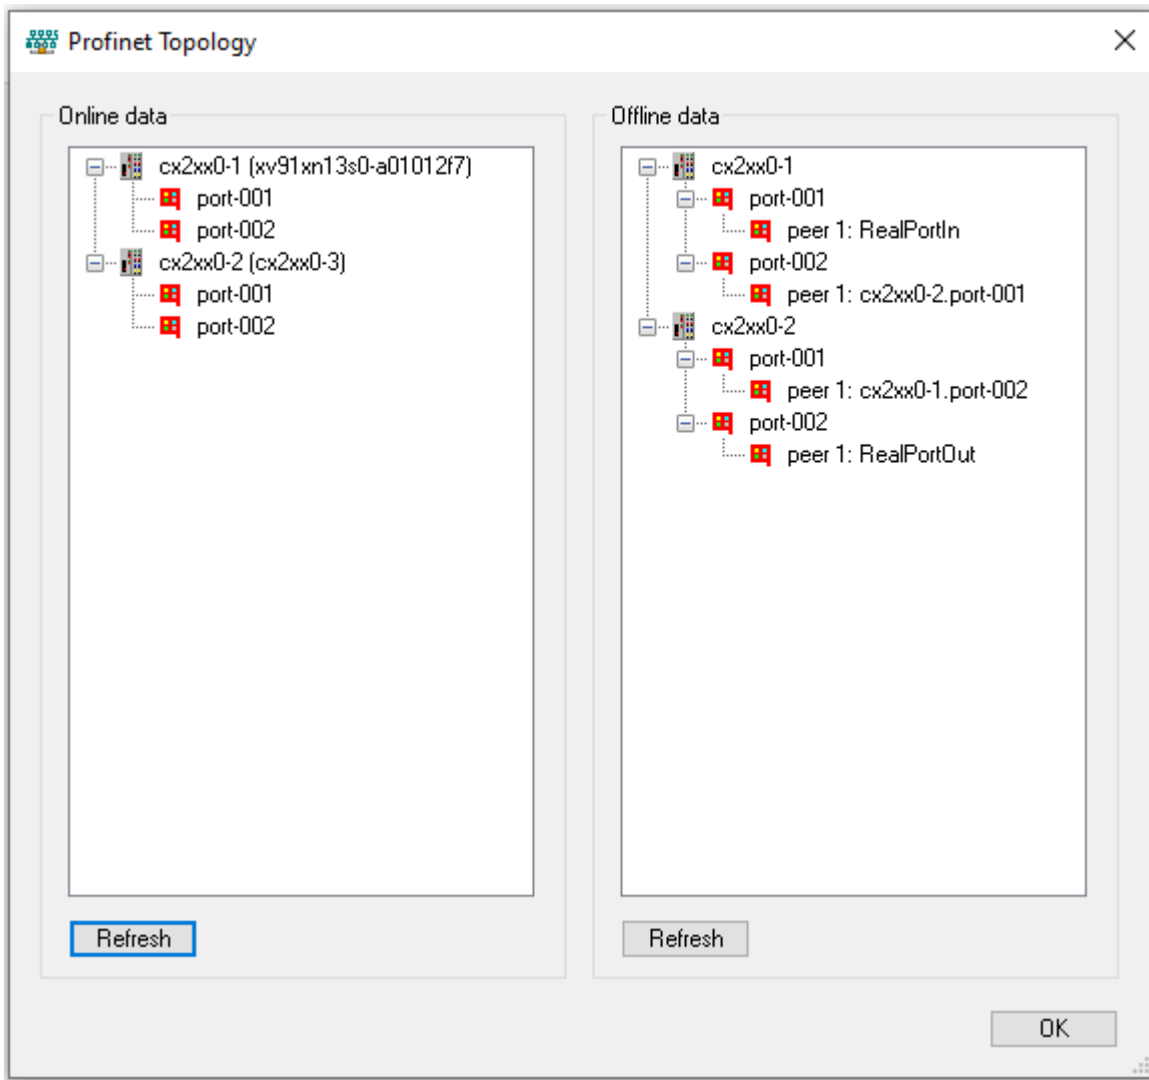 Profinet Topology
Online data
cx2xx0-1 (xv91xn13s0-a01012f7)
port-001
port-002
cx2xx0-2 (cx2xx0-3)
port-001
port-002
Refresh
Offline data
cx2xx0-1
port-001
peer 1: RealPortIn
port-002
peer 1: cx2xx0-2.port-001
cx2xx0-2
port-001
peer 1: cx2xx0-1.port-002
port-002
peer 1: RealPortOut
Refresh
OK